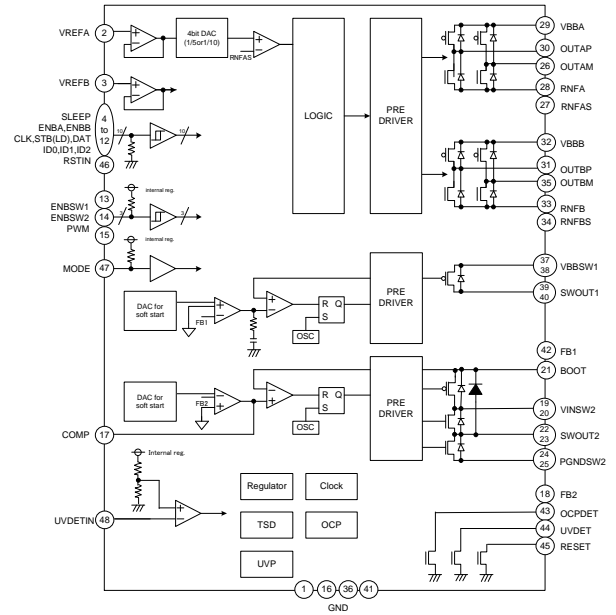 VREFA
2
4bit DAC
(1/5or1/10)
RNFAS
VREFB
3
SLEEP
ENBA,ENBB
CLK,STB(LD),DAT
ID0,ID1,ID2
RSTIN
4
to
12
46
10
10
ENBSW1
ENBSW2
PWM
13
14
15
internal reg.
3
3
MODE
47
internal reg.
LOGIC
PRE
DRIVER
29
VBBA
30
OUTAP
26
OUTAM
28
RNFA
27
RNFAS
32
VBBB
31
OUTBP
35
OUTBM
33
RNFB
34
RNFBS
DAC for
soft start
FB1
R Q
S
OSC
PRE
DRIVER
37
38
VBBSW1
39
40
SWOUT1
42
FB1
DAC for
soft start
FB2
R Q
S
OSC
PRE
DRIVER
21
BOOT
19
20
VINSW2
22
23
SWOUT2
24
25
PGNDSW2
COMP
17
Internal reg.
UVDETIN
48
Regulator
Clock
TSD
OCP
UVP
18
FB2
43
OCPDET
44
UVDET
45
RESET
1
16
36
41
GND